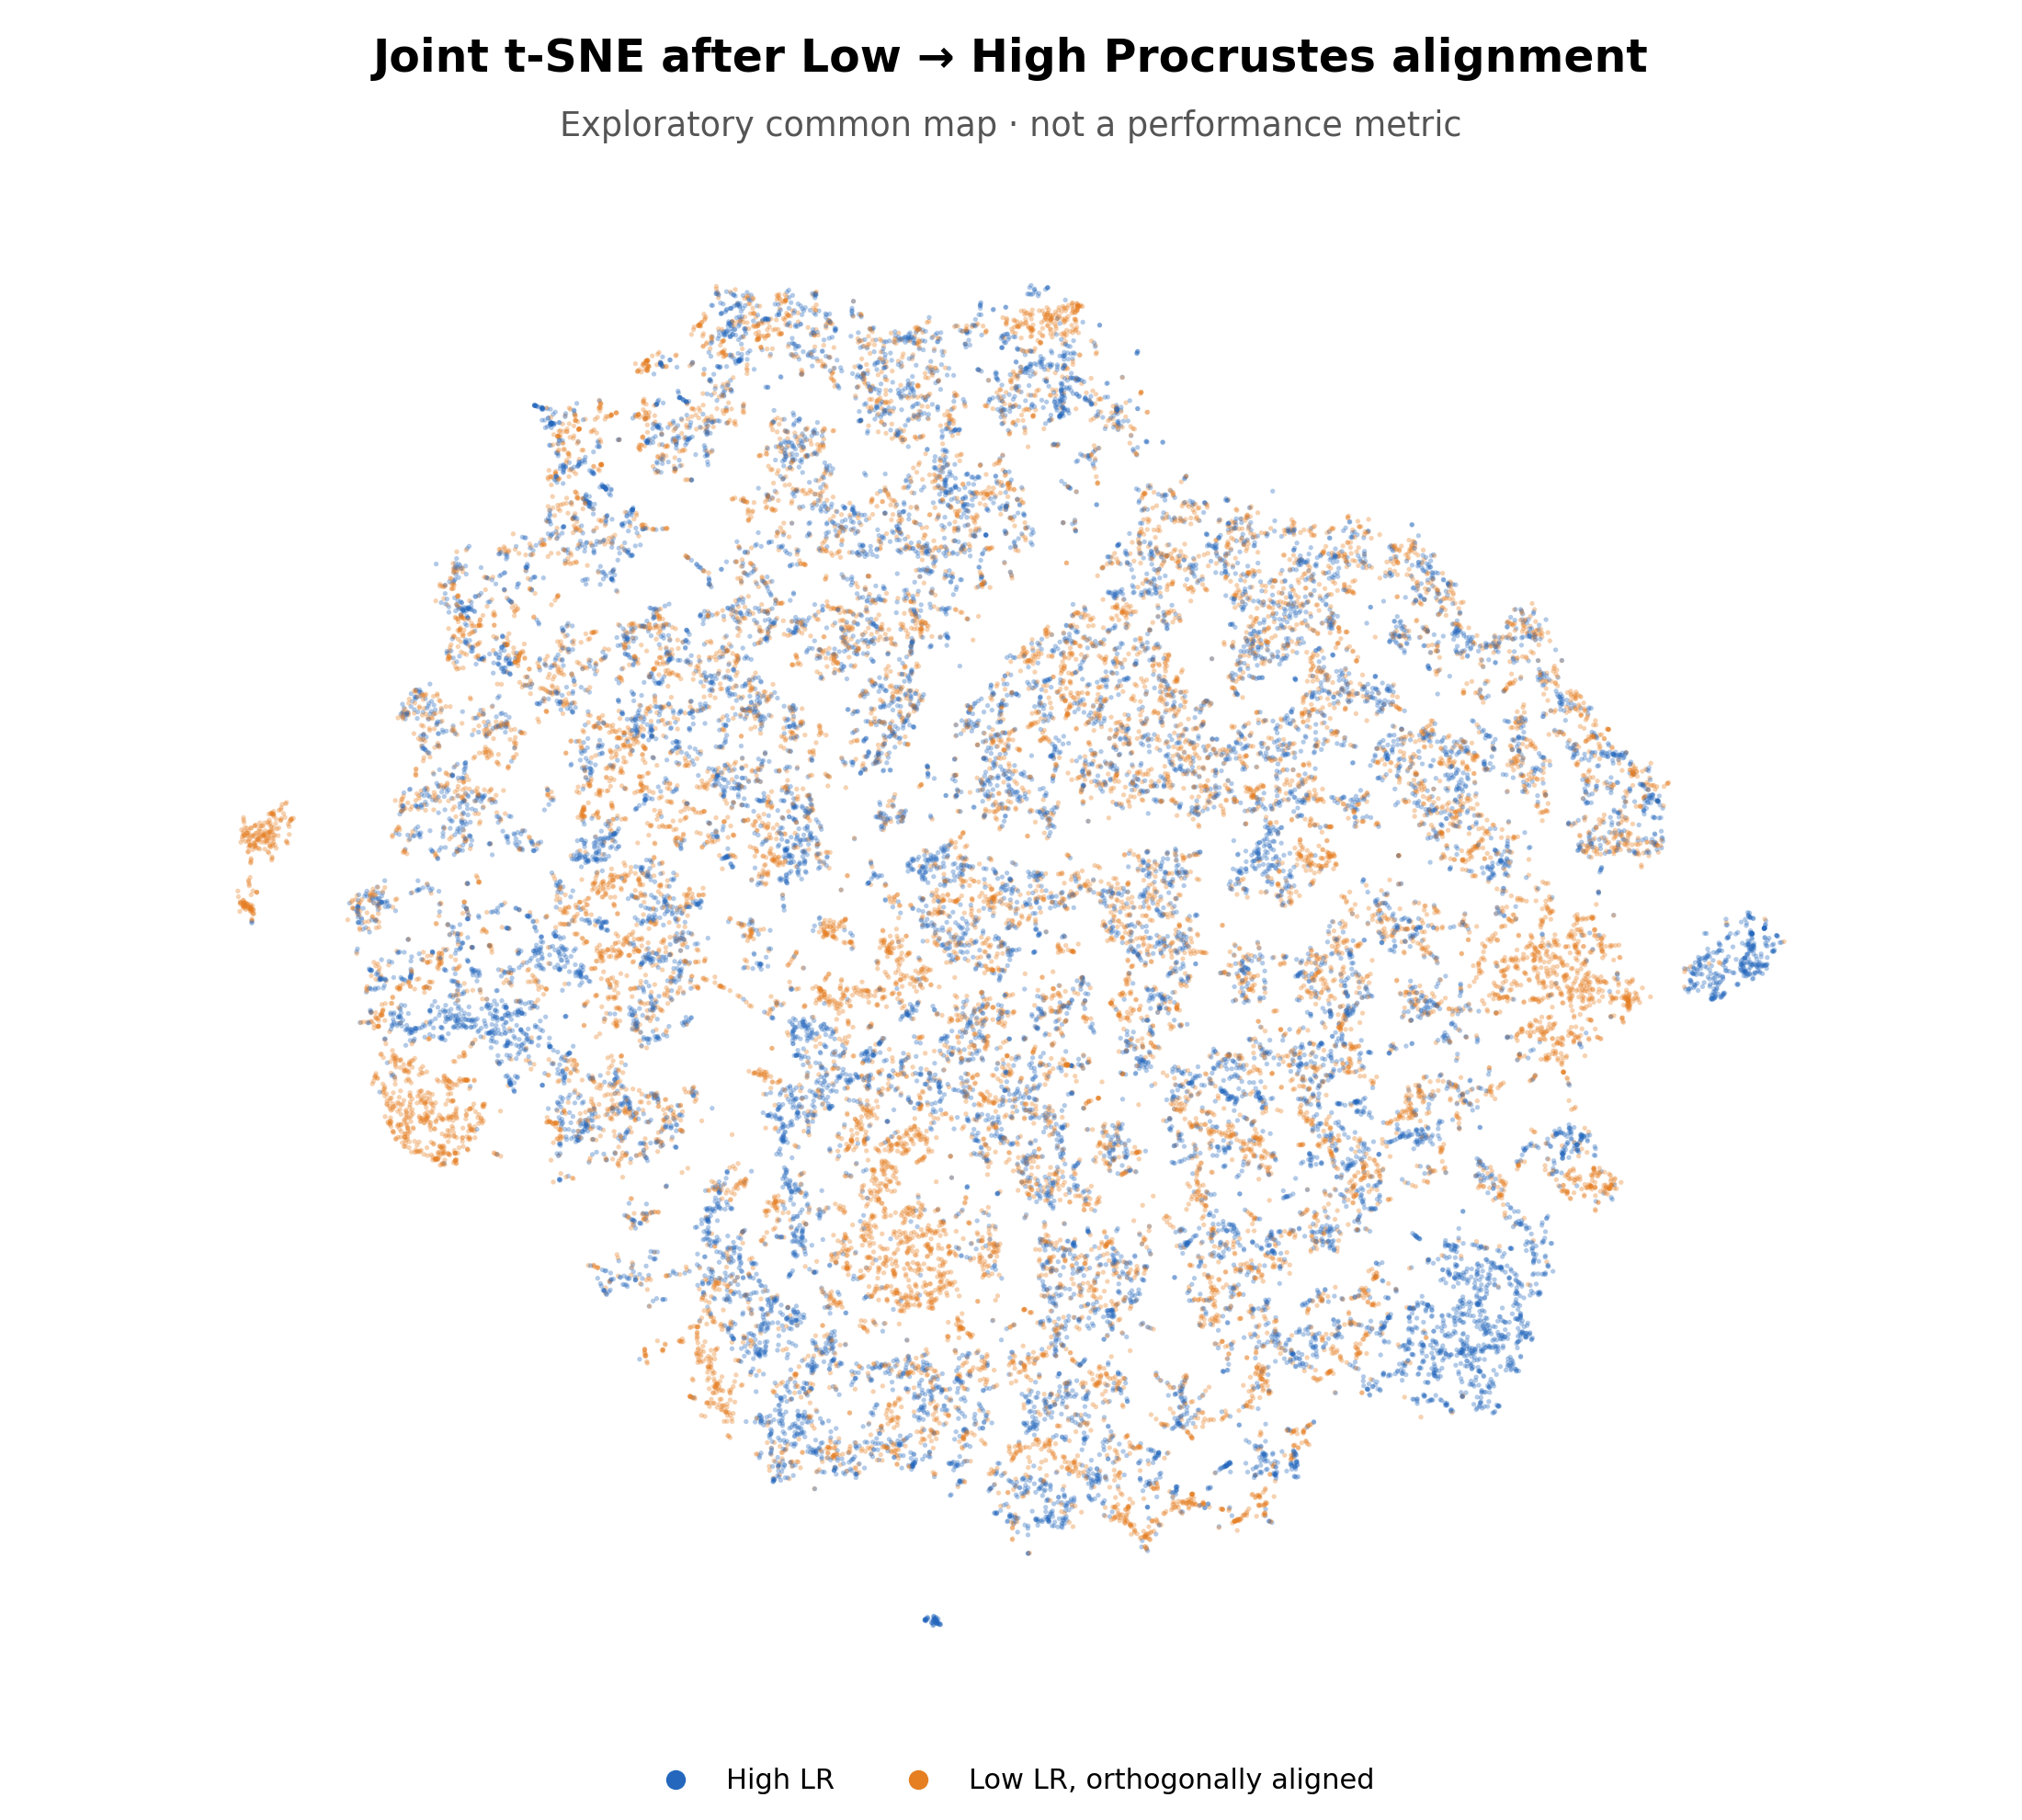 Joint t-SNE after Low → High Procrustes alignment
Exploratory common map · not a performance metric
High LR
Low LR, orthogonally aligned